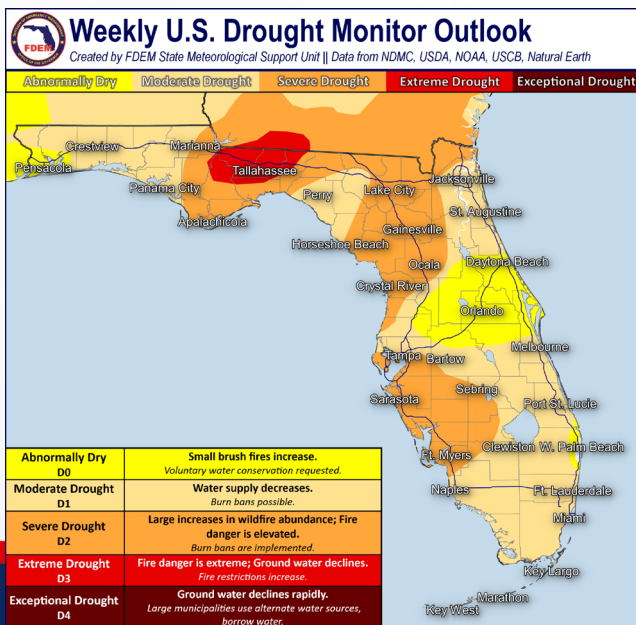 Weekly U.S. Drought Monitor Outlook
Created by FDEM State Meteorological Support Unit || Data from NDMC, USDA, NOAA, USCB, Natural Earth
FDEM
Abnormally Dry Moderate Drought Severe Drought Extreme Drought Exceptional Drought
Crestview
Marianna
Pensacola
Tallahassee
Panama City
Perry
Lake City
Jacksonville
Apalachicola
St. Augustine
Gainesville
Horseshoe Beach
Ocala
Daytona Beach
Crystal River
Orlando
Melbourne
Tampa
Bartow
Sebring
Sarasota
Port St. Lucie
Clewiston
W. Palm Beach
Ft. Myers
Naples
Ft. Lauderdale
Miami
Key Largo
Marathon
Key West
Abnormally Dry
D0
Small brush fires increase.
Voluntary water conservation requested.
Moderate Drought
D1
Water supply decreases.
Burn bans possible.
Severe Drought
D2
Large increases in wildfire abundance; Fire
danger is elevated.
Burn bans are implemented.
Extreme Drought
D3
Fire danger is extreme; Ground water declines.
Fire restrictions increase.
Exceptional Drought
D4
Ground water declines rapidly.
Large municipalities use alternate water sources,
borrow water.